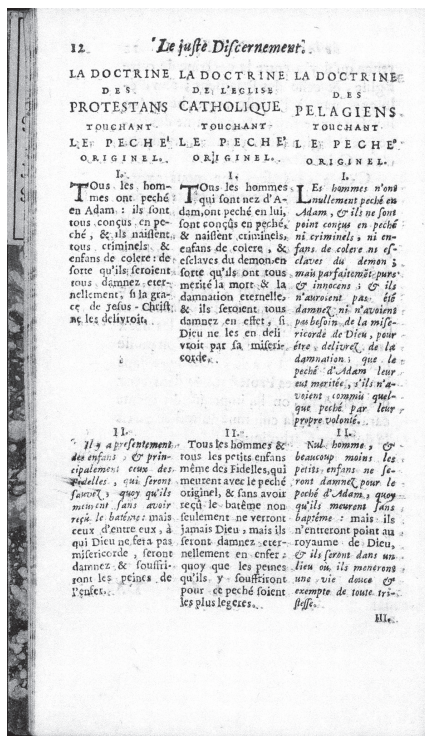 12 Le juste Discernement.
LA DOCTRINE
DES
PROTESTANS
TOUCHANT
LE PECHE
ORIGINEL.
I.
TOus les hom-
mes ont peché
en Adam : ils sont
tous conçus en pe-
ché, & ils naissent
tous criminels &
enfans de colere : de
sorte qu'ils seroient
tous damnez eter-
nellement, si la gra-
ce de Jesus-Christ
ne les delivroit.
II.
Il y a presentement
des enfans, & prin-
cipalement ceux des
Fidelles, qui seront
sauvez, quoy qu'ils
meurent sans avoir
reçû le batême : mais
ceux d'entre eux, à
qui Dieu ne fera pas
misericorde, seront
damnez & souffri-
ront les peines de
l'enfer.
LA DOCTRINE
DE L'EGLISE
CATHOLIQUE
TOUCHANT
LE PECHE
ORIGINEL.
I.
TOus les hommes
qui sont nez d'A-
dam, ont peché en lui,
sont conçûs en peché,
& naissent criminels,
enfans de colere, &
esclaves du demon, en
sorte qu'ils ont tous
merité la mort & la
damnation eternelle,
& ils seroient tous
damnez en effet, si
Dieu ne les en deli
vroit par sa miseri-
corde.
II.
Tous les hommes &
tous les petits enfans
même des Fidelles, qui
meurent avec le peché
originel, & sans avoir
reçû le batême non
seulement ne verront
jamais Dieu, mais ils
seront damnez eter-
nellement en enfer :
quoy que les peines
qu'ils y souffriront
pour ce peché soient
les plus legeres.
LA DOCTRINE
DES
PELAGIENS
TOUCHANT
LE PECHE
ORIGINEL.
I.
LEs hommes n'ont
nullement peché en
Adam, & ils ne sont
point conçus en peché
ni criminels, ni en-
fans de colere ni es-
claves du demon ;
mais parfaitemẽt purs
& innocens ; & ils
n'auroient pas été
damnez ni n'avoient
pas besoin de la mise-
ricorde de Dieu, pour
être delivrez de la
damnation ; que le
peché d'Adam leur
eut meritée, s'ils n'a-
voient commis quel-
que peché par leur
propre volonté.
II.
Nul homme, &
beaucoup moins les
petits enfans ne se-
ront damnez pour le
peché d'Adam, quoy
qu'ils meurent sans
baptême : mais ils
n'entreront point au
royaume de Dieu,
& ils seront dans un
lieu où, ils meneront
une vie douce &
exempte de toute tri-
stesse.
III.